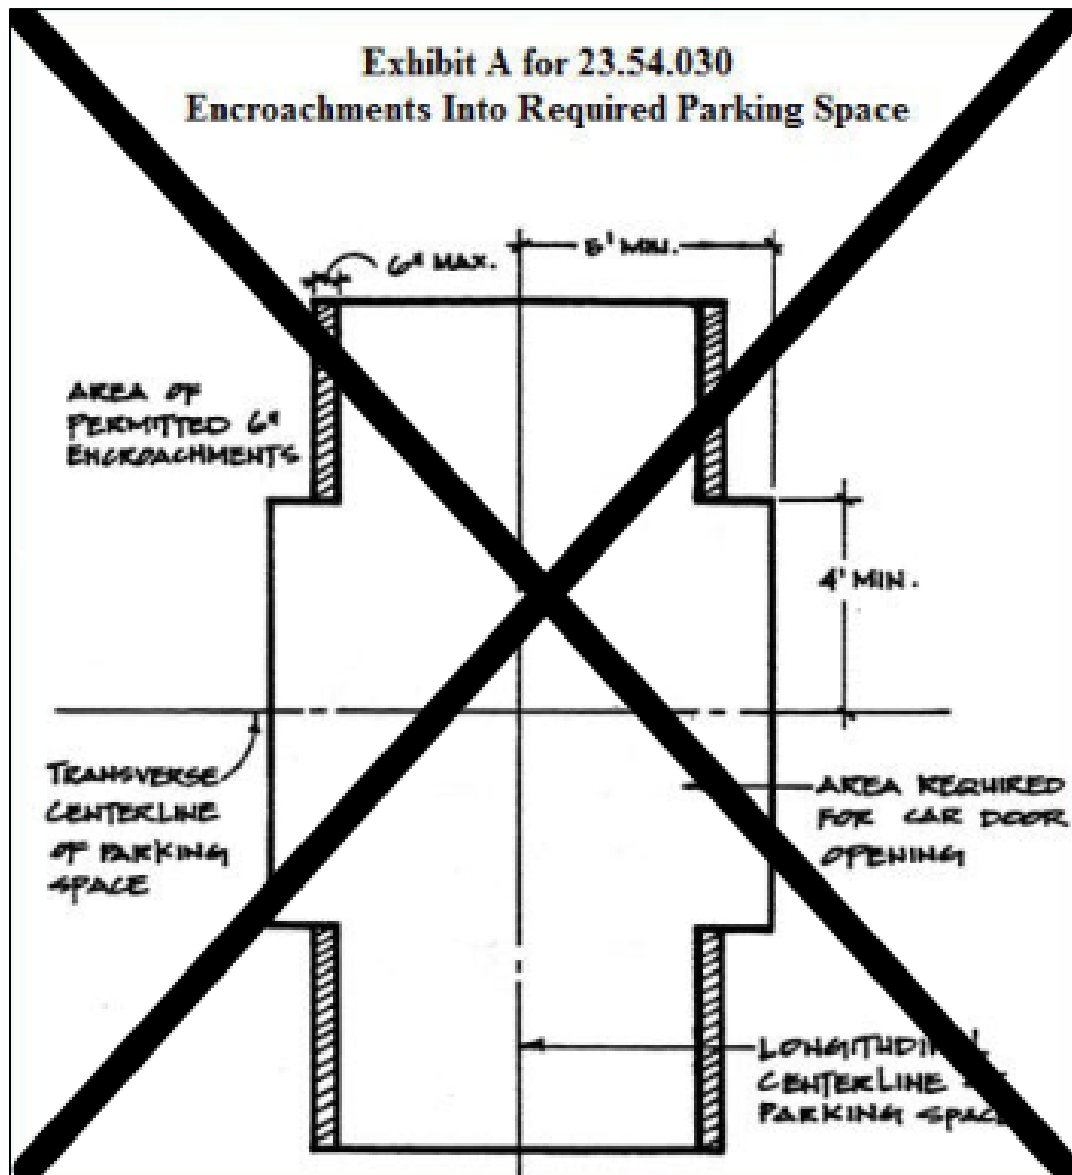 Exhibit A for 23.54.030
Encroachments Into Required Parking Space
5' MIN.
6" MAX.
AREA OF
PERMITTED 6"
ENCROACHMENTS
4' MIN.
TRANSVERSE
CENTERLINE
OF PARKING
SPACE
AREA REQUIRED
FOR CAR DOOR
OPENING
CENTERLINE
PARKING SPACE